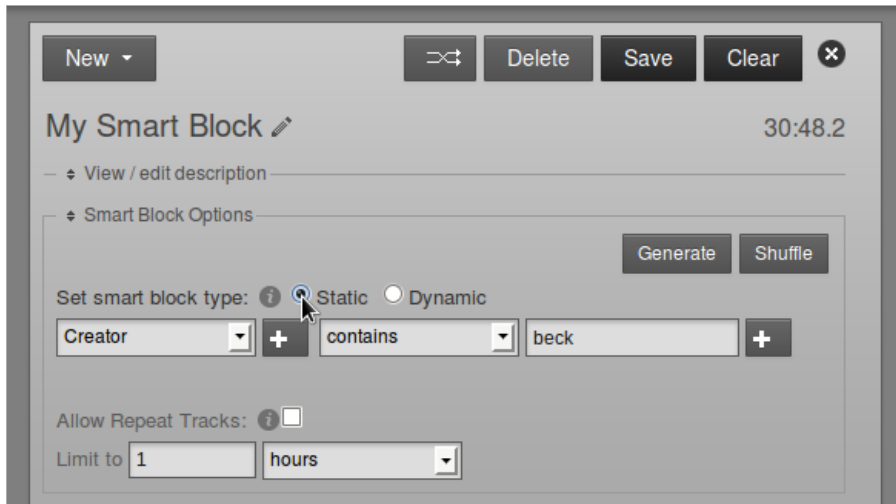 New Delete Save Clear
My Smart Block 30:48.2
View / edit description
Smart Block Options
Generate Shuffle
Set smart block type: Static Dynamic
Creator contains beck
Allow Repeat Tracks:
Limit to 1 hours